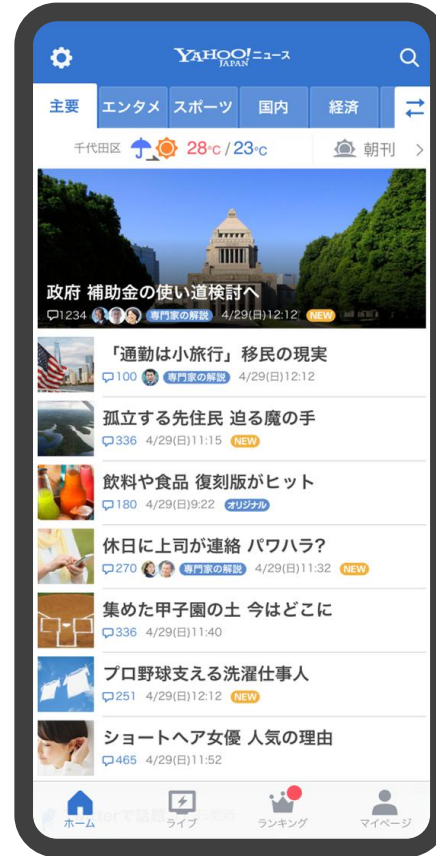 YAHOO!ニュース
JAPAN
主要 エンタメ スポーツ 国内 経済
千代田区 28℃/23℃ 朝刊
政府 補助金の使い道検討へ
1234 専門家の解説 4/29(日)12:12 NEW
「通勤は小旅行」移民の現実
100 専門家の解説 4/29(日)12:12
孤立する先住民 迫る魔の手
336 4/29(日)11:15 NEW
飲料や食品 復刻版がヒット
180 4/29(日)9:22 オリジナル
休日に上司が連絡 パワハラ?
270 専門家の解説 4/29(日)11:32 NEW
集めた甲子園の土 今はどこに
336 4/29(日)11:40
プロ野球支える洗濯仕事人
251 4/29(日)12:12 NEW
ショートヘア女優 人気の理由
465 4/29(日)11:52
ホーム ライブ ランキング マイページ